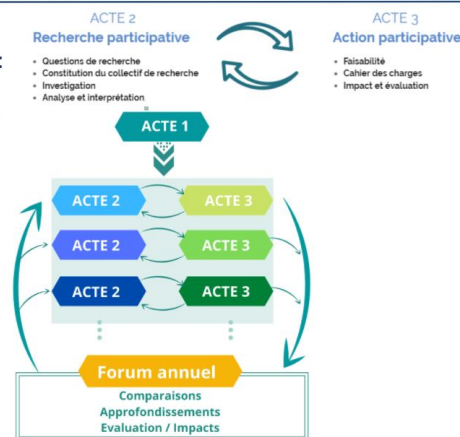 ACTE 2
Recherche participative
• Questions de recherche
• Constitution du collectif de recherche
• Investigation
• Analyse et interprétation
ACTE 3
Action participative
• Faisabilité
• Cahier des charges
• Impact et évaluation
ACTE 1
ACTE 2
ACTE 3
ACTE 2
ACTE 3
ACTE 2
ACTE 3
Forum annuel
Comparaisons
Approfondissements
Evaluation / Impacts